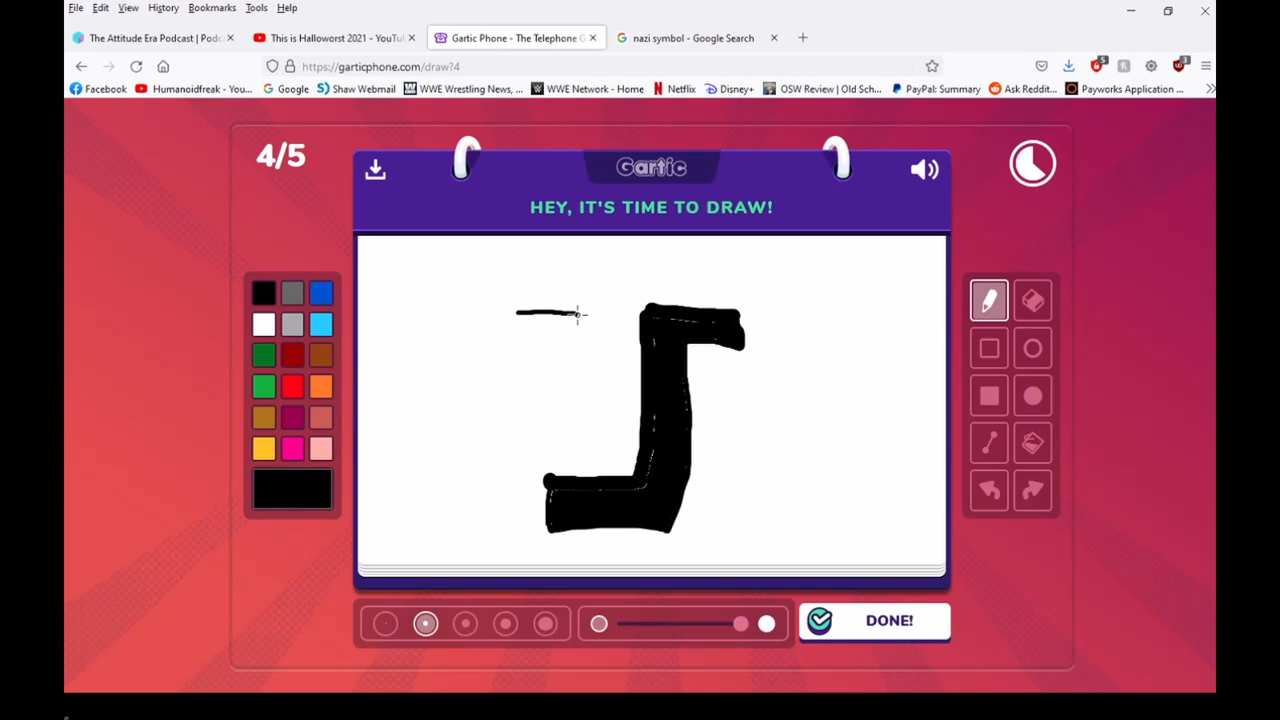 File Edit View History Bookmarks Tools Help
The Attitude Era Podcast | Podc
This is Halloworst 2021 - YouTu
Gartic Phone - The Telephone G
nazi symbol - Google Search
https://garticphone.com/draw?4
5
3
Facebook
Humanoidfreak - You...
Google
Shaw Webmail
WWE Wrestling News, ...
WWE Network - Home
Netflix
Disney+
OSW Review | Old Sch...
PayPal: Summary
Ask Reddit...
Payworks Application ...
4/5
Gartic
HEY, IT'S TIME TO DRAW!
DONE!